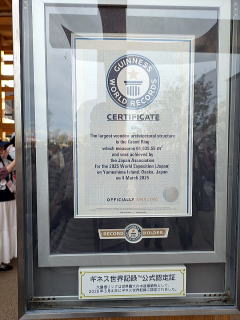 GUINNESS
WORLD RECORDS
CERTIFICATE
The largest wooden architectural structure
is the Grand Ring
which measures 61,035.55 m²
and was achieved by
the Japan Association
for the 2025 World Exposition (Japan)
on Yumeshima Island, Osaka, Japan
on 4 March 2025
OFFICIALLY AMAZING
RECORD HOLDER
ギネス世界記録™公式認定証